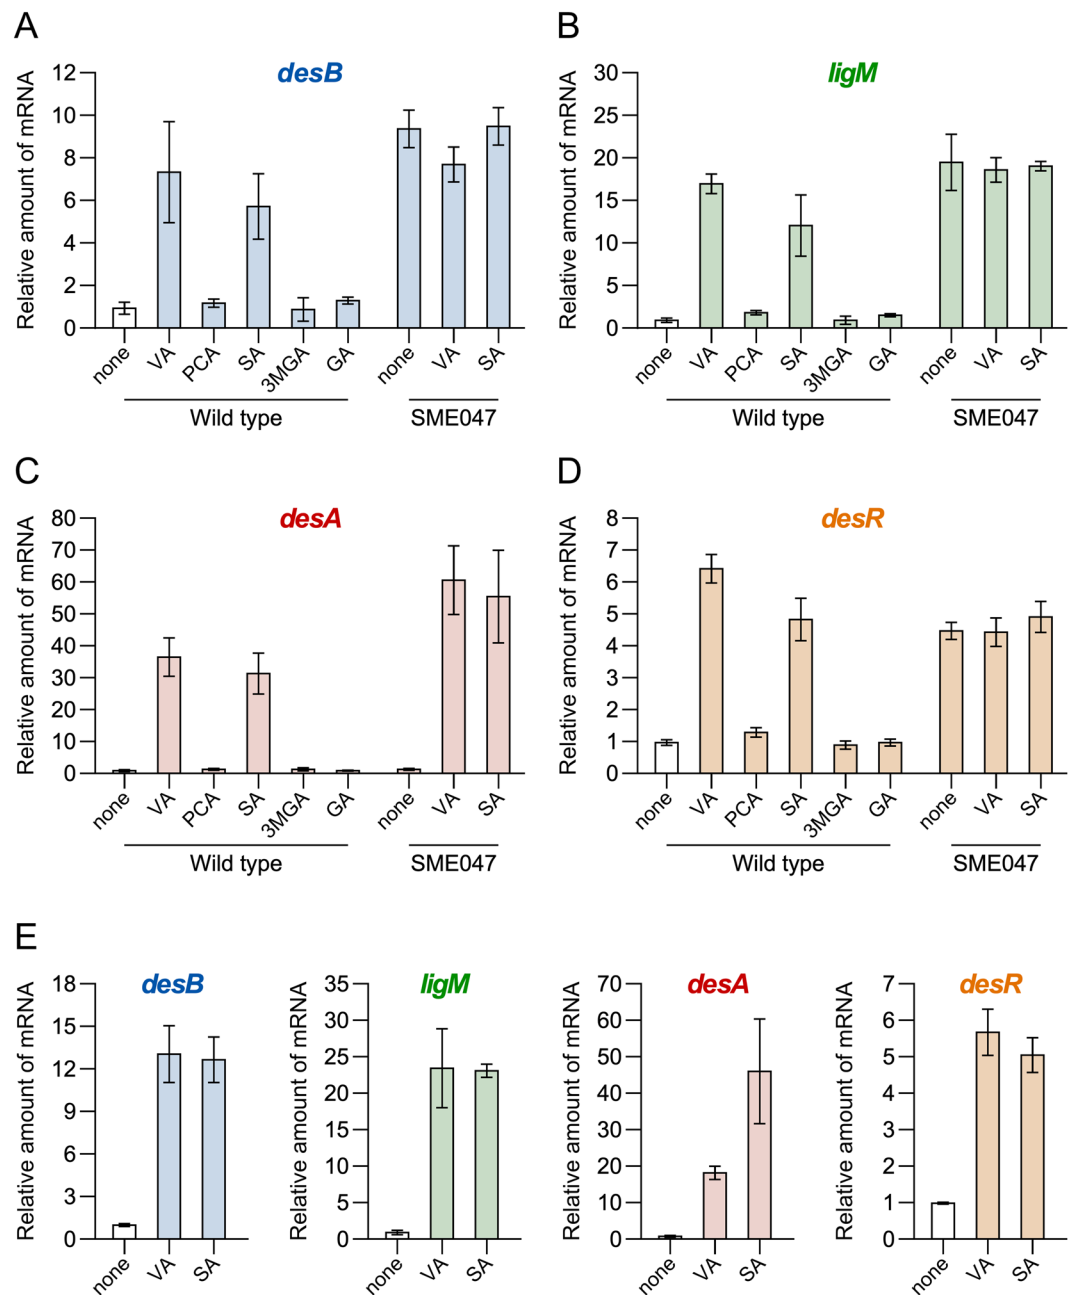 A
desB
Relative amount of mRNA
12
10
8
6
4
2
0
none VA PCA SA 3MGA GA none VA SA
Wild type SME047
B
ligM
Relative amount of mRNA
30
25
20
15
10
5
0
none VA PCA SA 3MGA GA none VA SA
Wild type SME047
C
desA
Relative amount of mRNA
80
70
60
50
40
30
20
10
0
none VA PCA SA 3MGA GA none VA SA
Wild type SME047
D
desR
Relative amount of mRNA
8
7
6
5
4
3
2
1
0
none VA PCA SA 3MGA GA none VA SA
Wild type SME047
E
desB
Relative amount of mRNA
18
15
12
9
6
3
0
none VA SA
ligM
Relative amount of mRNA
35
30
25
20
15
10
5
0
none VA SA
desA
Relative amount of mRNA
70
60
50
40
30
20
10
0
none VA SA
desR
Relative amount of mRNA
7
6
5
4
3
2
1
0
none VA SA